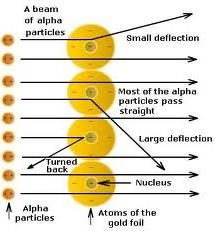 A beam
of alpha
particles
Small deflection
Most of the alpha
particles pass
straight
Large deflection
Turned
back
Nucleus
Alpha
particles
Atoms of the
gold foil